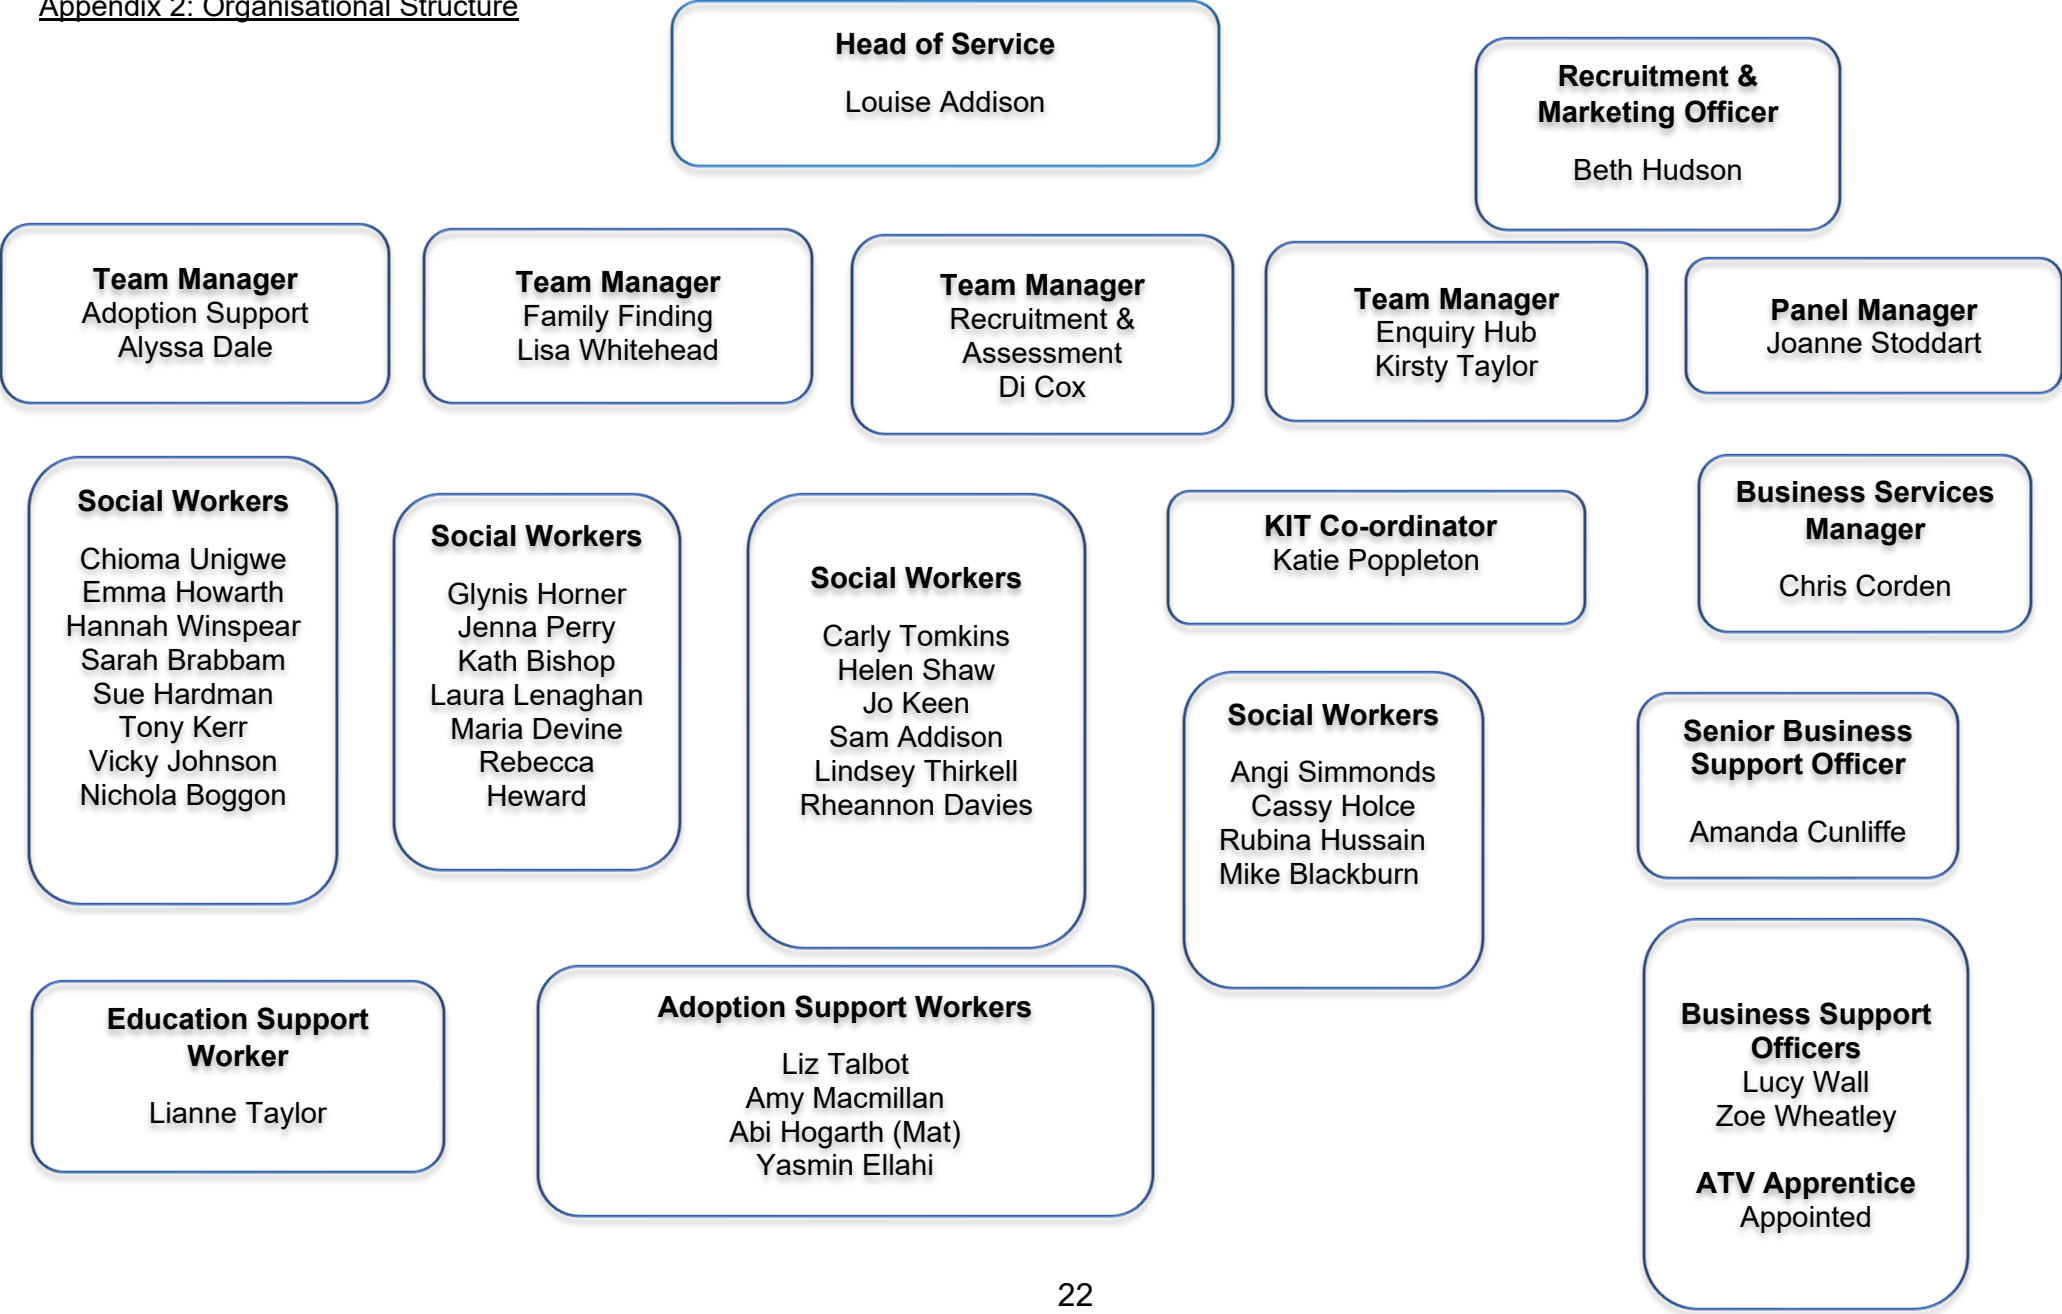 Appendix 2: Organisational Structure
Head of Service
Louise Addison
Recruitment &
Marketing Officer
Beth Hudson
Team Manager
Adoption Support
Alyssa Dale
Team Manager
Family Finding
Lisa Whitehead
Team Manager
Recruitment &
Assessment
Di Cox
Team Manager
Enquiry Hub
Kirsty Taylor
Panel Manager
Joanne Stoddart
Social Workers
Chioma Unigwe
Emma Howarth
Hannah Winspear
Sarah Brabbam
Sue Hardman
Tony Kerr
Vicky Johnson
Nichola Boggon
Social Workers
Glynis Horner
Jenna Perry
Kath Bishop
Laura Lenaghan
Maria Devine
Rebecca
Heward
Social Workers
Carly Tomkins
Helen Shaw
Jo Keen
Sam Addison
Lindsey Thirkell
Rheannon Davies
KIT Co-ordinator
Katie Poppleton
Business Services
Manager
Chris Corden
Social Workers
Angi Simmonds
Cassy Holce
Rubina Hussain
Mike Blackburn
Senior Business
Support Officer
Amanda Cunliffe
Education Support
Worker
Lianne Taylor
Adoption Support Workers
Liz Talbot
Amy Macmillan
Abi Hogarth (Mat)
Yasmin Ellahi
Business Support
Officers
Lucy Wall
Zoe Wheatley
ATV Apprentice
Appointed
22